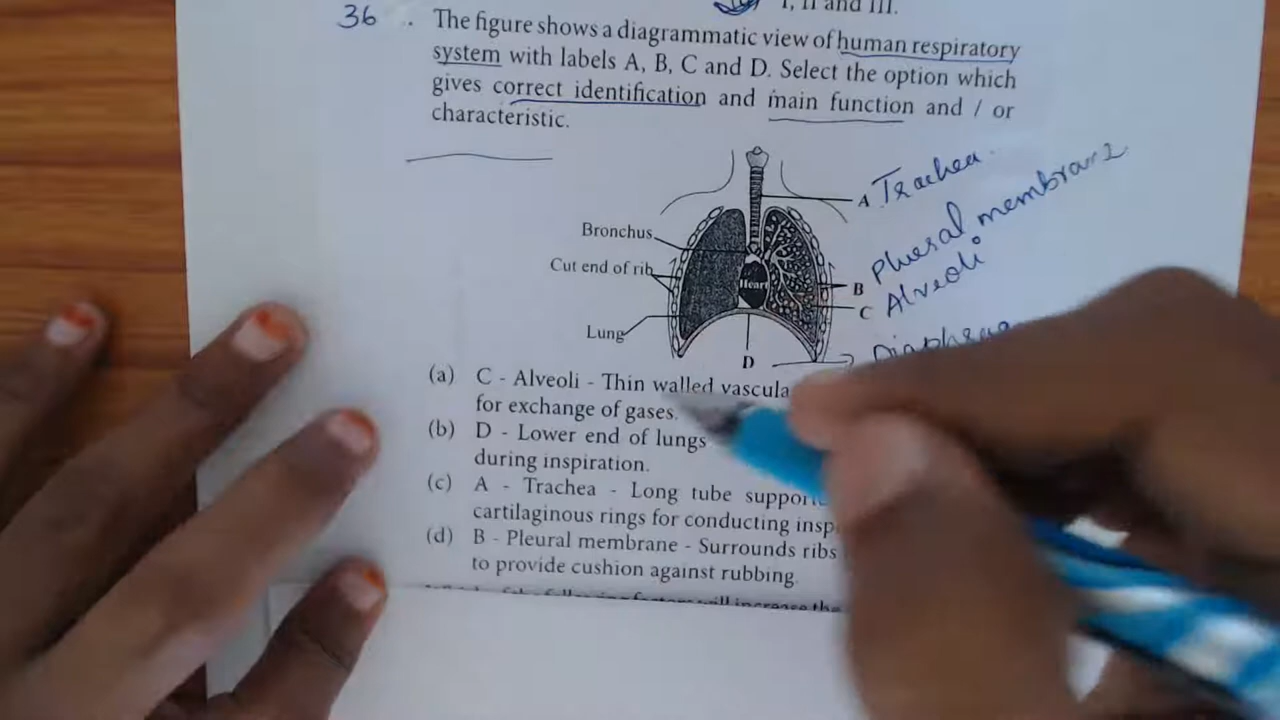 I, II and III.
36 .. The figure shows a diagrammatic view of human respiratory
system with labels A, B, C and D. Select the option which
gives correct identification and main function and / or
characteristic.
A Trachea
Bronchus
B Plueral membrane
Cut end of rib
Heart
C Alveoli
Lung
D
(a) C - Alveoli - Thin walled
for exchange of gases.
(b) D - Lower end of lungs
during inspiration.
(c) A - Trachea - Long tube
cartilaginous rings for conducting
(d) B - Pleural membrane - Surrounds ribs
to provide cushion against rubbing.